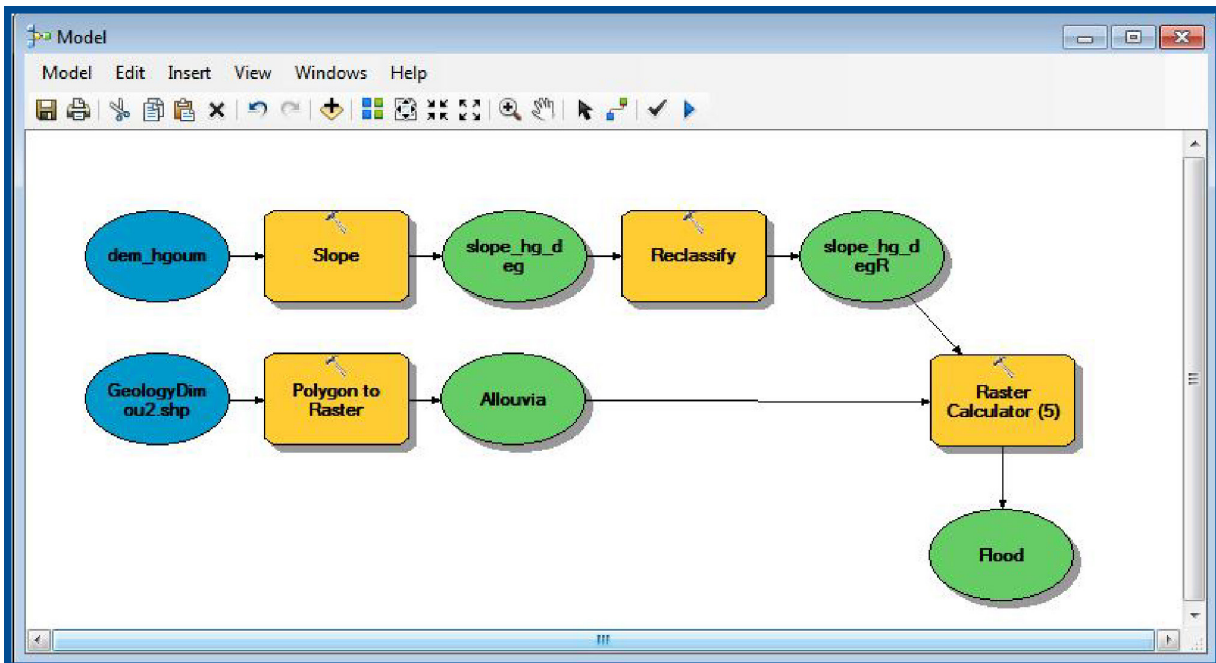 Model
Model Edit Insert View Windows Help
dem_hgoum
Slope
slope_hg_d
eg
Reclassify
slope_hg_d
egR
GeologyDim
ou2.shp
Polygon to
Raster
Allouvia
Raster
Calculator (5)
Flood